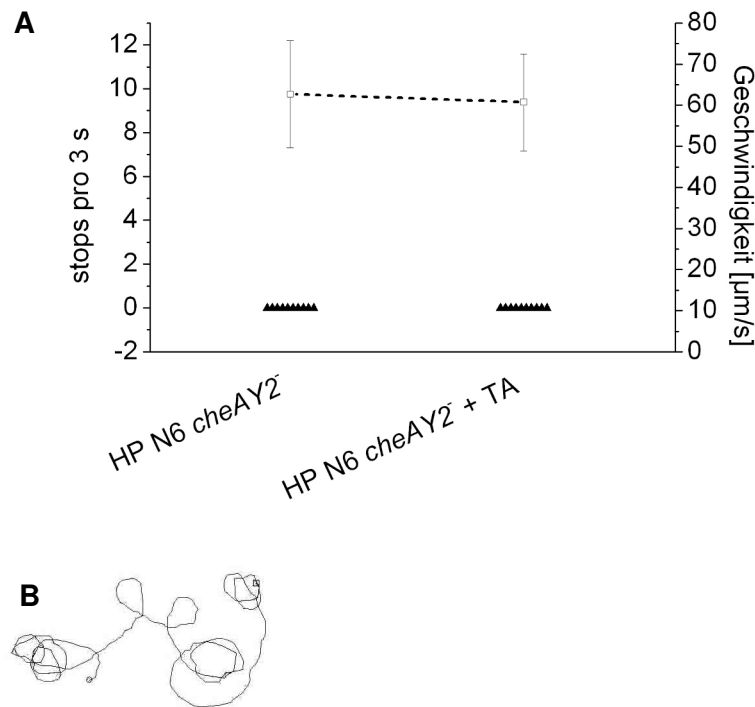 A
stops pro 3 s
12
10
8
6
4
2
0
-2
80
70
60
50
40
30
20
10
0
Geschwindigkeit [µm/s]
HP N6 cheAY2⁻
HP N6 cheAY2⁻ + TA
B